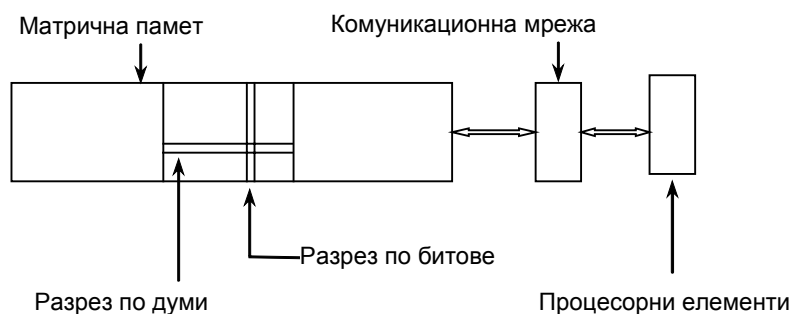 Матрична памет
Комуникационна мрежа
Разрез по битове
Разрез по думи
Процесорни елементи